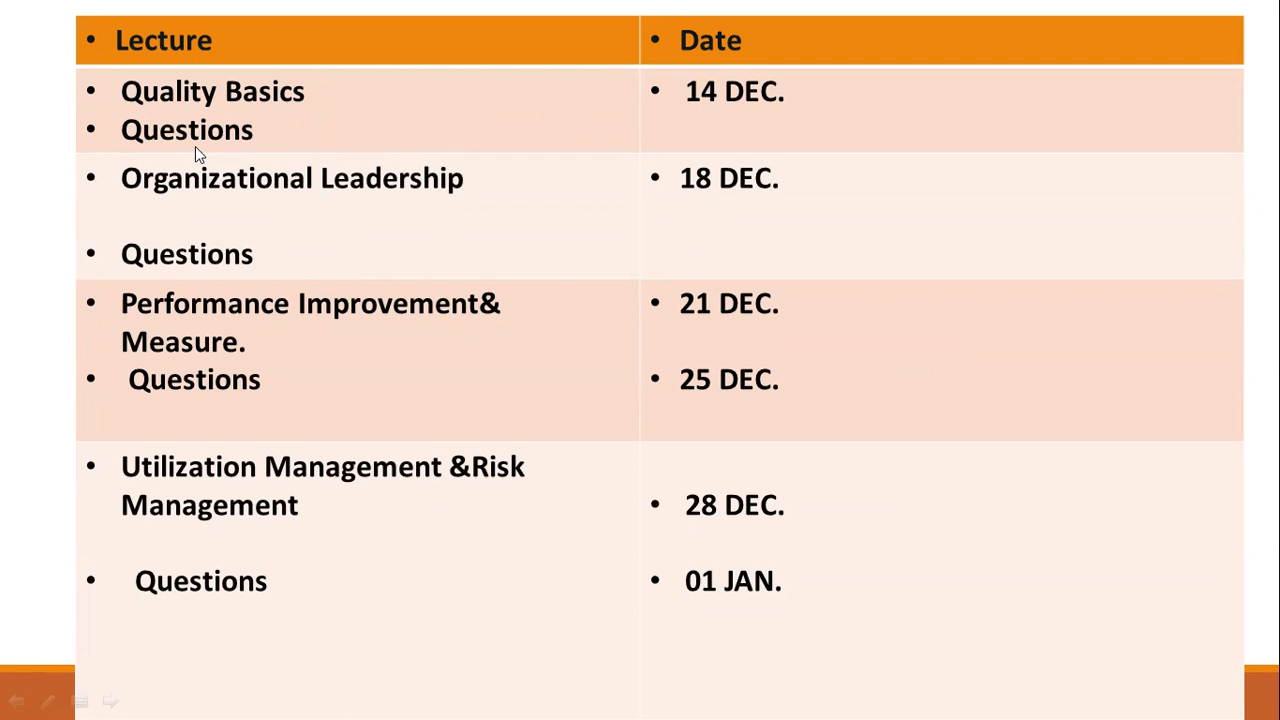 • Lecture
• Date
• Quality Basics
• 14 DEC.
• Questions
• Organizational Leadership
• 18 DEC.
• Questions
• Performance Improvement&
• 21 DEC.
Measure.
• Questions
• 25 DEC.
• Utilization Management &Risk
Management
• 28 DEC.
• Questions
• 01 JAN.